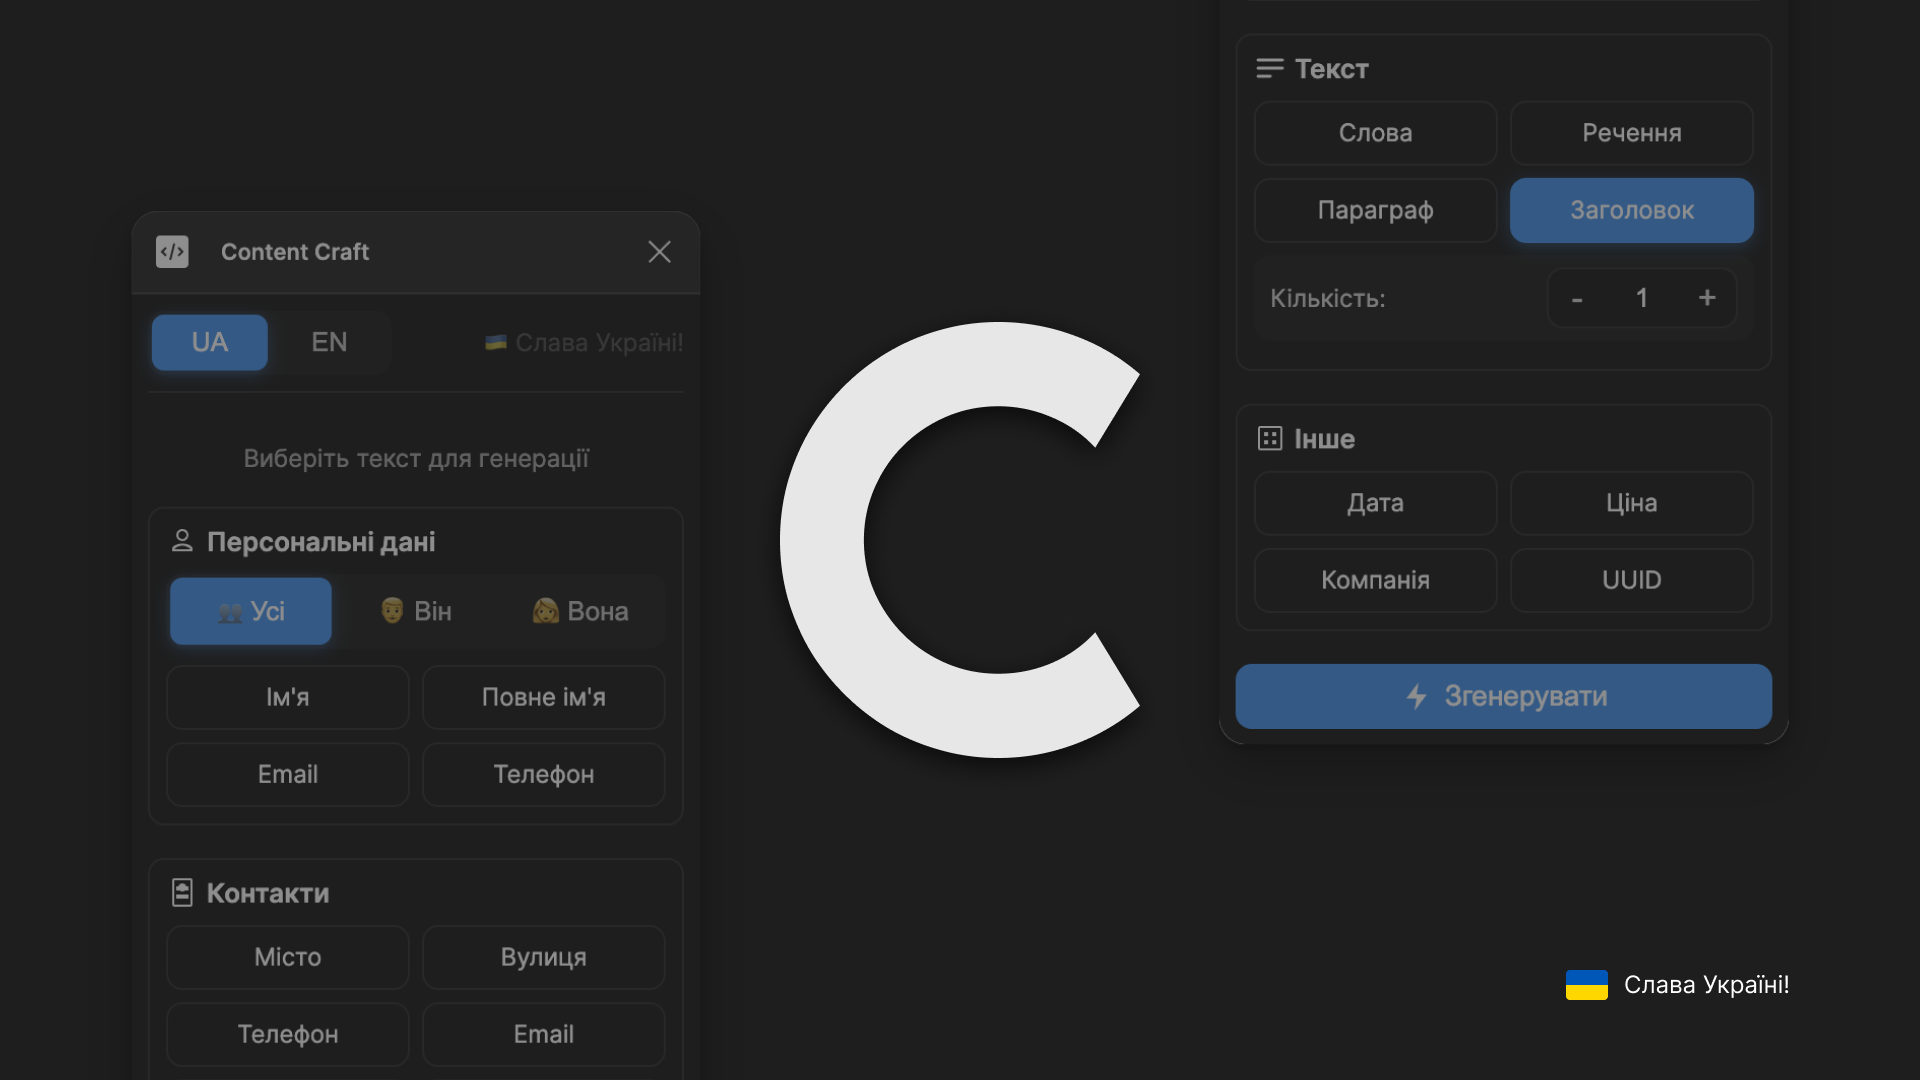 Content Craft
UA EN 🇺🇦 Слава Україні!
Виберіть текст для генерації
Персональні дані
👥 Усі 👨 Він 👩 Вона
Ім'я Повне ім'я
Email Телефон
Контакти
Місто Вулиця
Телефон Email
C
Текст
Слова Речення
Параграф Заголовок
Кількість: - 1 +
Інше
Дата Ціна
Компанія UUID
Згенерувати
Слава Україні!